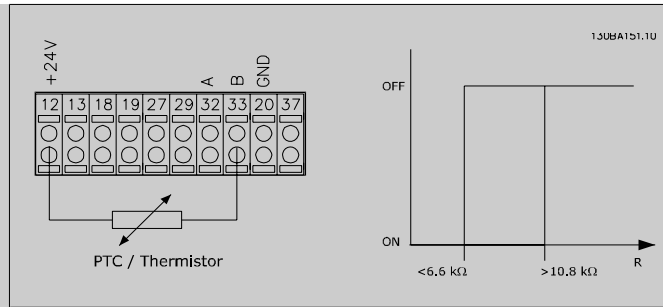 130BA151.10
+24V
A
B
GND
12 13 18 19 27 29 32 33 20 37
PTC / Thermistor
OFF
ON
<6.6 kΩ
>10.8 kΩ
R